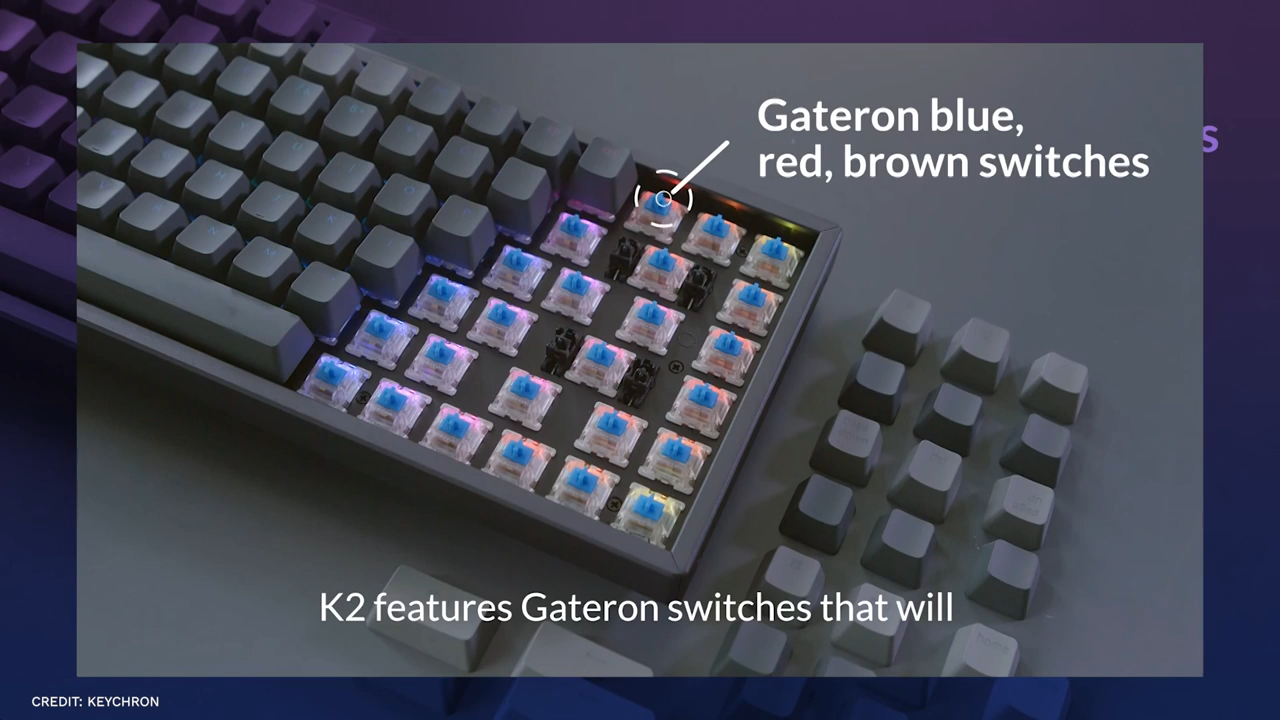 Gateron blue,
red, brown switches
s
K2 features Gateron switches that will
CREDIT: KEYCHRON